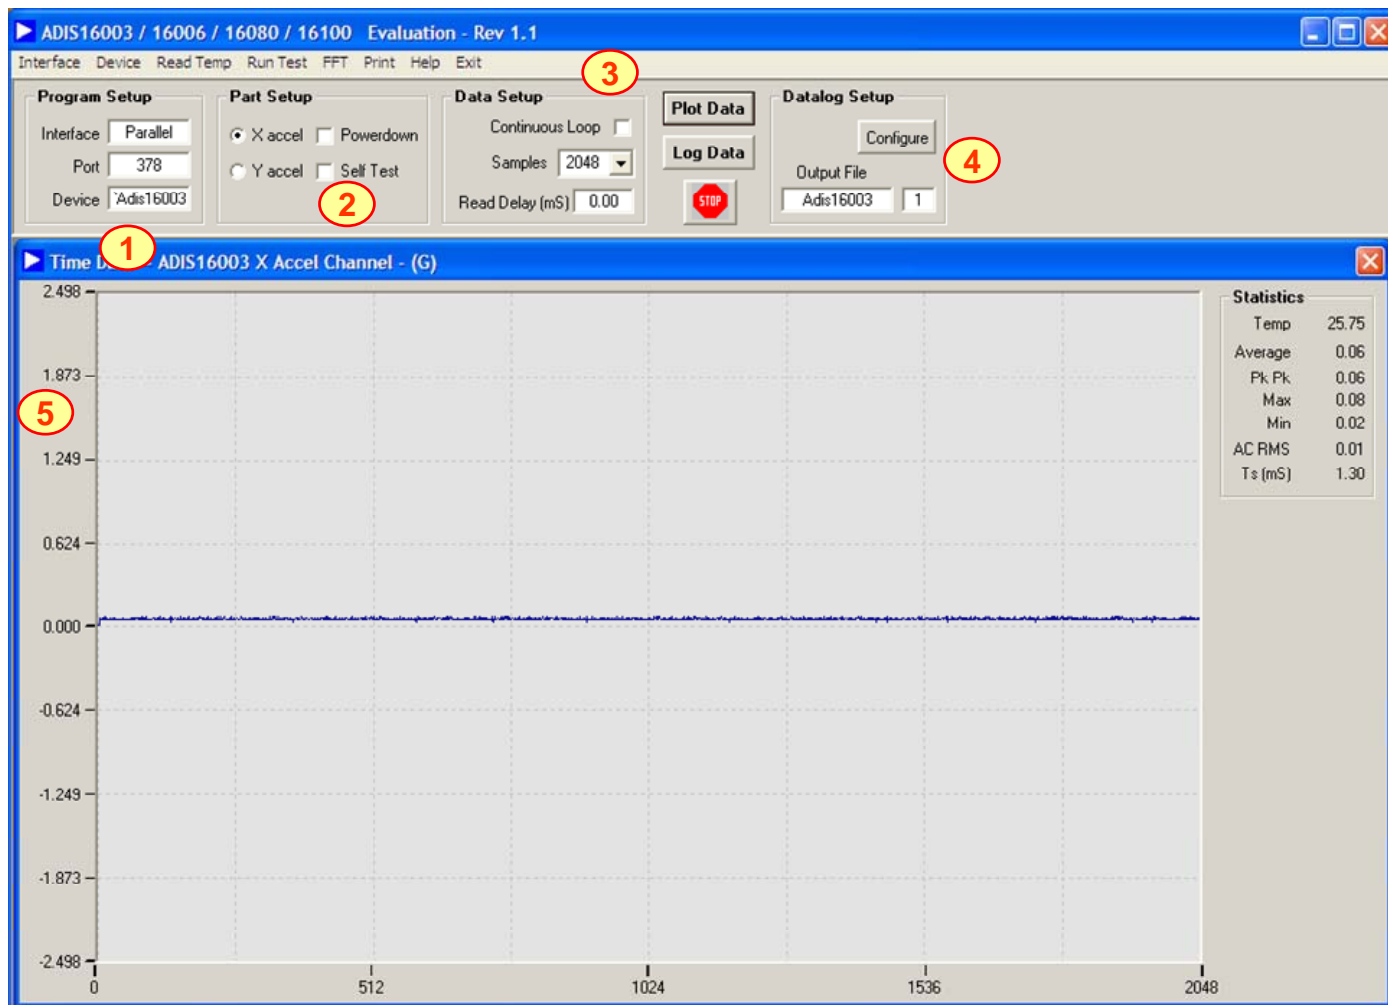 ADIS16003 / 16006 / 16080 / 16100 Evaluation - Rev 1.1
Interface Device Read Temp Run Test FFT Print Help Exit
3
Program Setup
Interface Parallel
Port 378
Device `Adis16003
1
Part Setup
X accel Powerdown
Y accel Self Test
2
Data Setup
Continuous Loop
Samples 2048
Read Delay (mS) 0.00
Plot Data
Log Data
STOP
Datalog Setup
Configure
Output File
Adis16003 1
4
Time ADIS16003 X Accel Channel - (G)
2.498
1.873
5
1.249
0.624
0.000
-0.624
-1.249
-1.873
-2.498
0 512 1024 1536 2048
Statistics
Temp 25.75
Average 0.06
Pk Pk 0.06
Max 0.08
Min 0.02
AC RMS 0.01
Ts (mS) 1.30